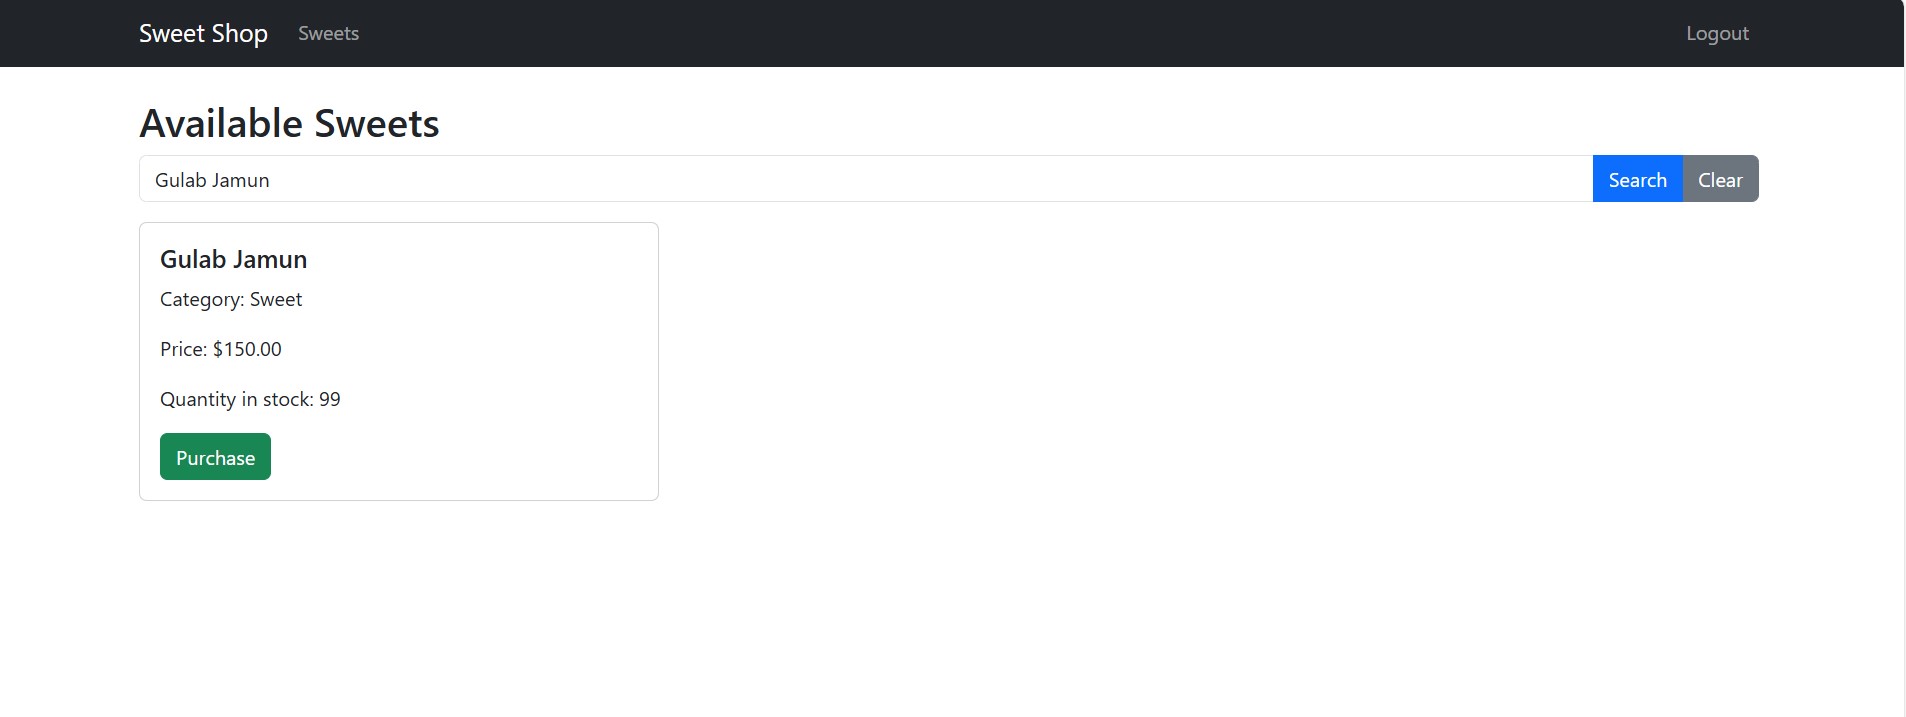 Sweet Shop Sweets Logout
Available Sweets
Gulab Jamun Search Clear
Gulab Jamun
Category: Sweet
Price: $150.00
Quantity in stock: 99
Purchase